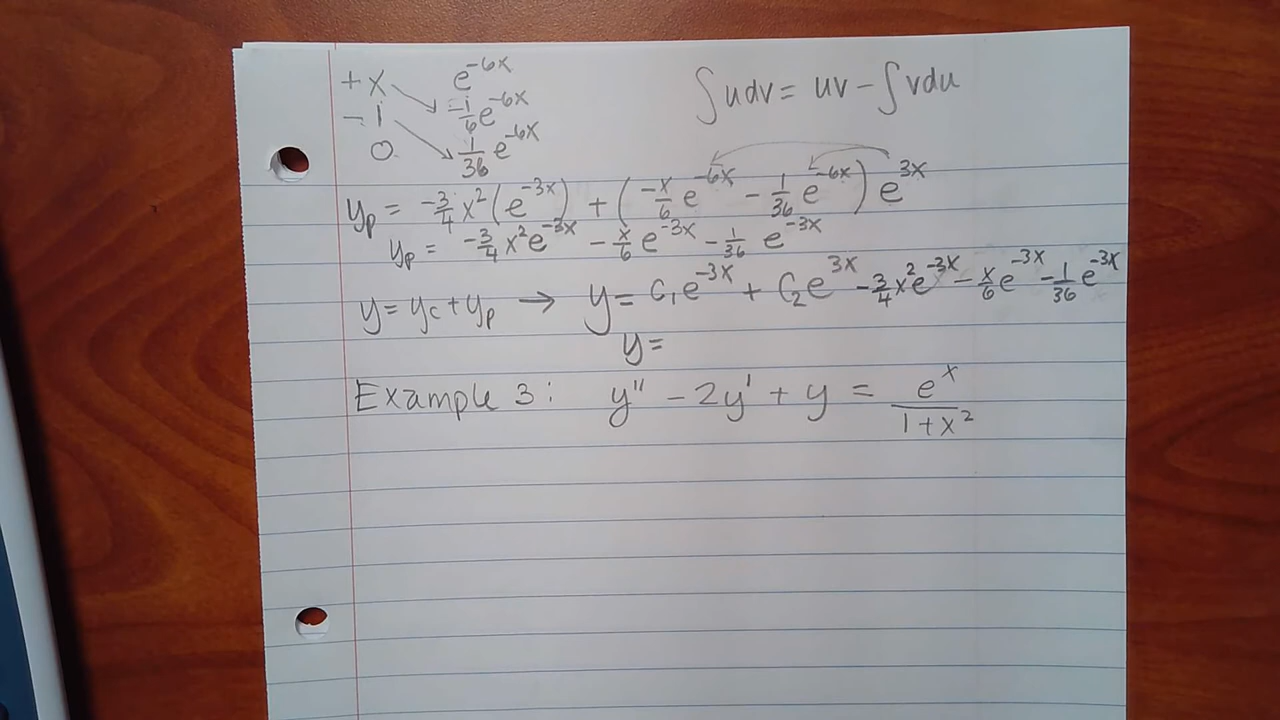 + x e^{-6x} ∫udv = uv - ∫vdu
- 1 -1/6 e^{-6x}
0 1/36 e^{-6x}
y_p = -3/4 x^2 (e^{-3x}) + (-x/6 e^{-6x} - 1/36 e^{-6x}) e^{3x}
y_p = -3/4 x^2 e^{-3x} - x/6 e^{-3x} - 1/36 e^{-3x}
y = y_c + y_p → y = C_1 e^{-3x} + C_2 e^{3x} - 3/4 x^2 e^{-3x} - x/6 e^{-3x} - 1/36 e^{-3x}
y =
Example 3: y'' - 2y' + y = e^x/(1+x^2)